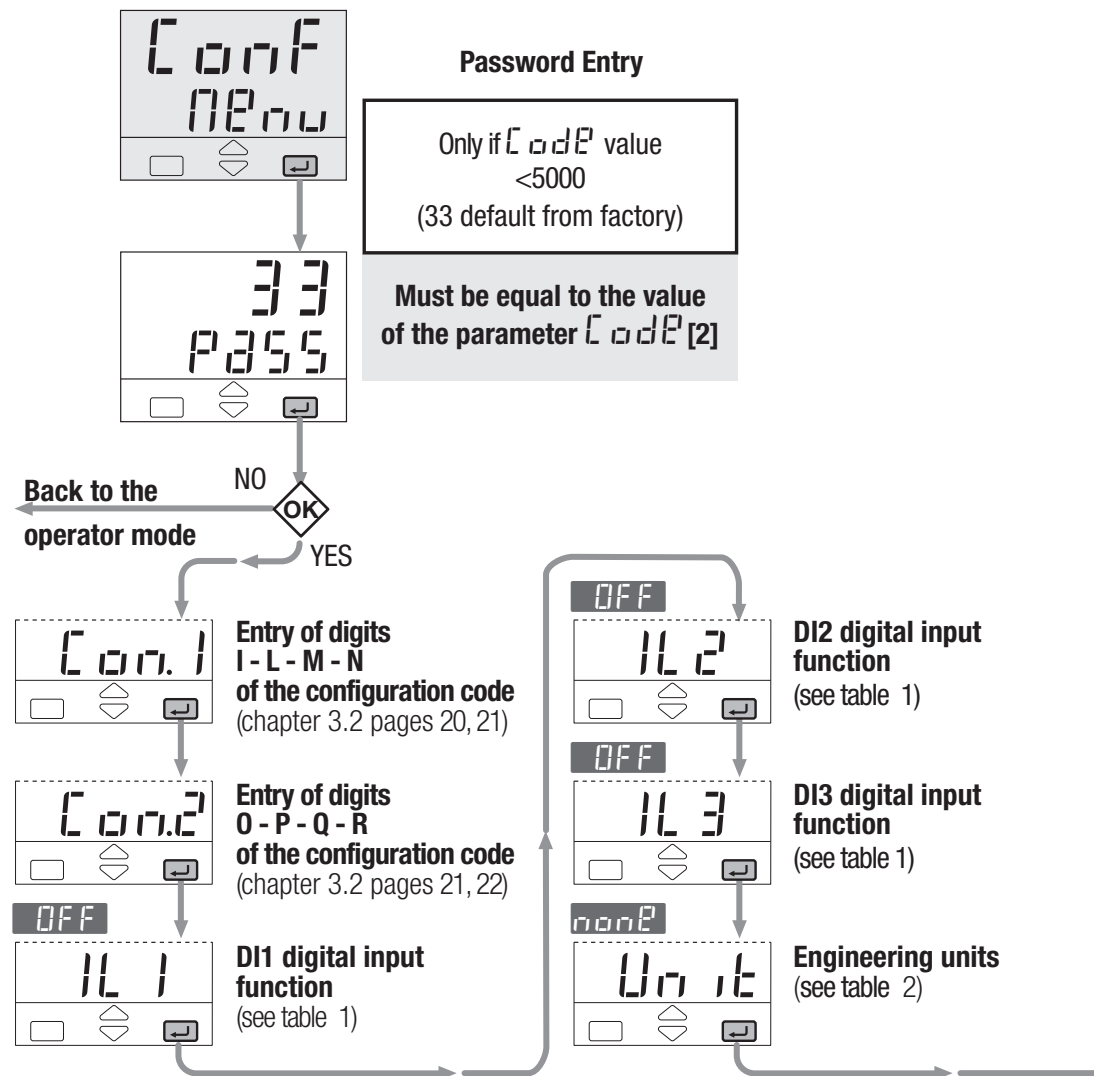 ConF
Menu
Password Entry
Only if CodE value
<5000
(33 default from factory)
Must be equal to the value
of the parameter CodE [2]
33
PaSS
NO
Back to the
operator mode
OK
YES
Con.1
Entry of digits
I - L - M - N
of the configuration code
(chapter 3.2 pages 20, 21)
Con.2
Entry of digits
O - P - Q - R
of the configuration code
(chapter 3.2 pages 21, 22)
OFF
IL 1
DI1 digital input
function
(see table 1)
OFF
IL 2
DI2 digital input
function
(see table 1)
OFF
IL 3
DI3 digital input
function
(see table 1)
nonE
Unit
Engineering units
(see table 2)